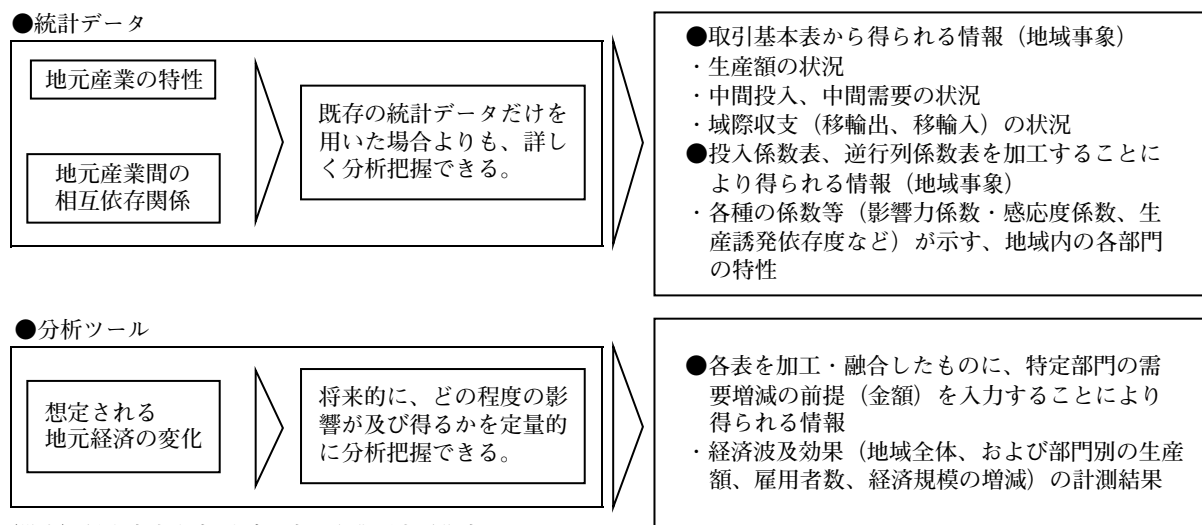 ●統計データ
地元産業の特性
地元産業間の
相互依存関係
既存の統計データだけを
用いた場合よりも、詳し
く分析把握できる。
●取引基本表から得られる情報（地域事象）
・生産額の状況
・中間投入、中間需要の状況
・域際収支（移輸出、移輸入）の状況
●投入係数表、逆行列係数表を加工することに
より得られる情報（地域事象）
・各種の係数等（影響力係数・感応度係数、生
産誘発依存度など）が示す、地域内の各部門
の特性
●分析ツール
想定される
地元経済の変化
将来的に、どの程度の影
響が及び得るかを定量的
に分析把握できる。
●各表を加工・融合したものに、特定部門の需
要増減の前提（金額）を入力することにより
得られる情報
・経済波及効果（地域全体、および部門別の生産
額、雇用者数、経済規模の増減）の計測結果